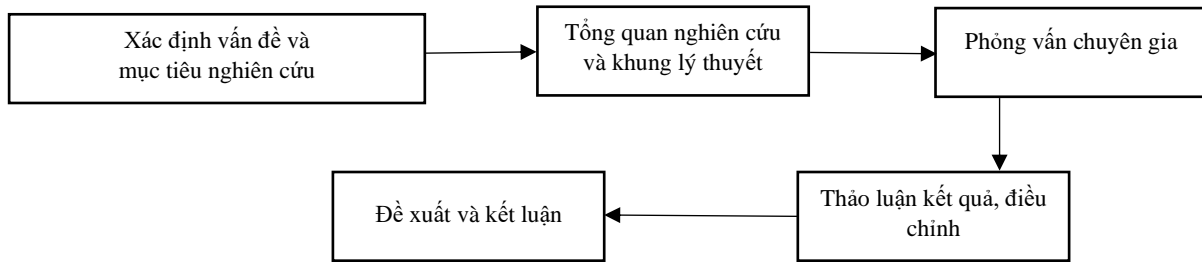 Xác định vấn đề và
mục tiêu nghiên cứu
Tổng quan nghiên cứu
và khung lý thuyết
Phỏng vấn chuyên gia
Thảo luận kết quả, điều
chỉnh
Đề xuất và kết luận